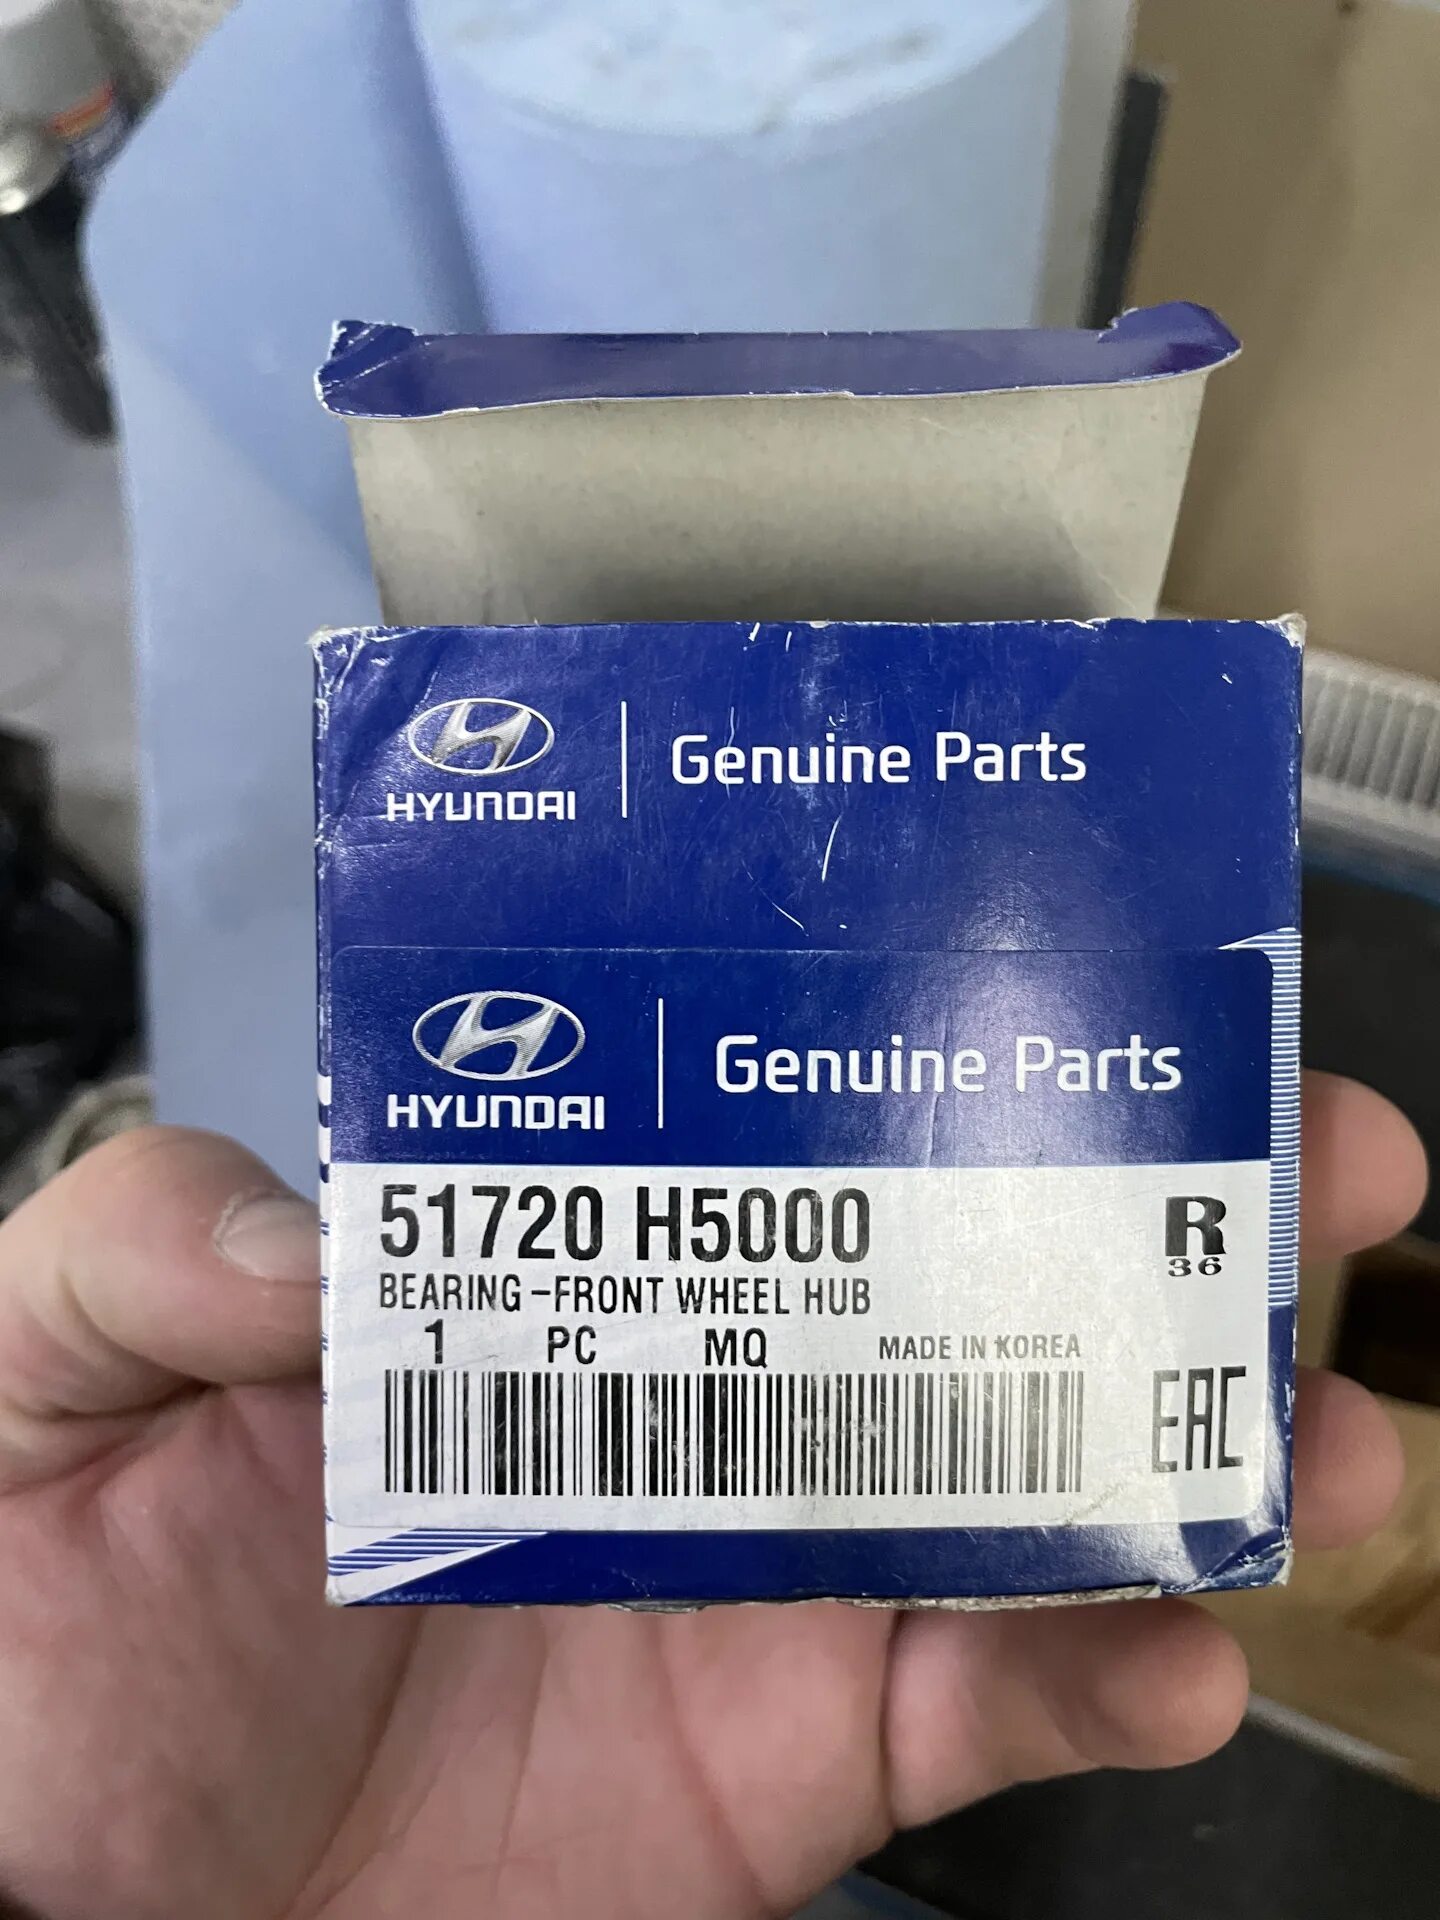 HYUNDAI Genuine Parts
HYUNDAI Genuine Parts
51720 H5000 R
36
BEARING-FRONT WHEEL HUB
1 PC MQ MADE IN KOREA
EAC